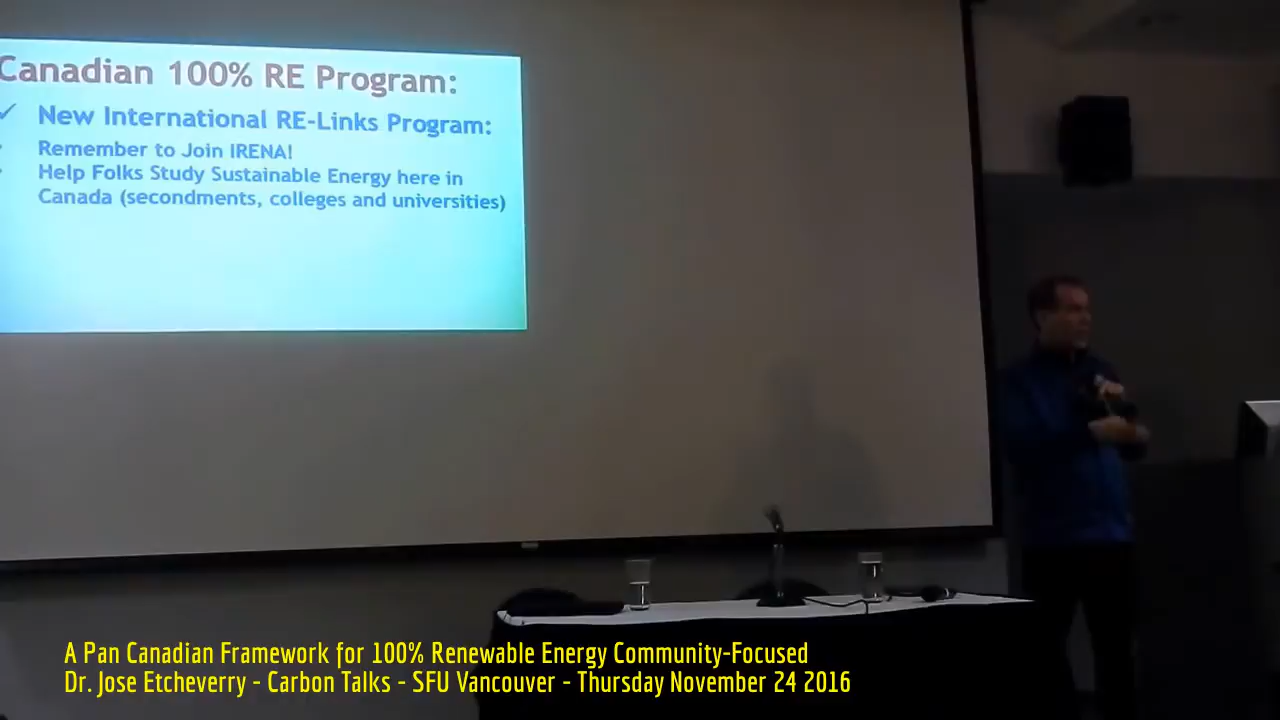 Canadian 100% RE Program:
✓ New International RE-Links Program:
Remember to Join IRENA!
Help Folks Study Sustainable Energy here in
Canada (secondments, colleges and universities)
A Pan Canadian Framework for 100% Renewable Energy Community-Focused
Dr. Jose Etcheverry - Carbon Talks - SFU Vancouver - Thursday November 24 2016